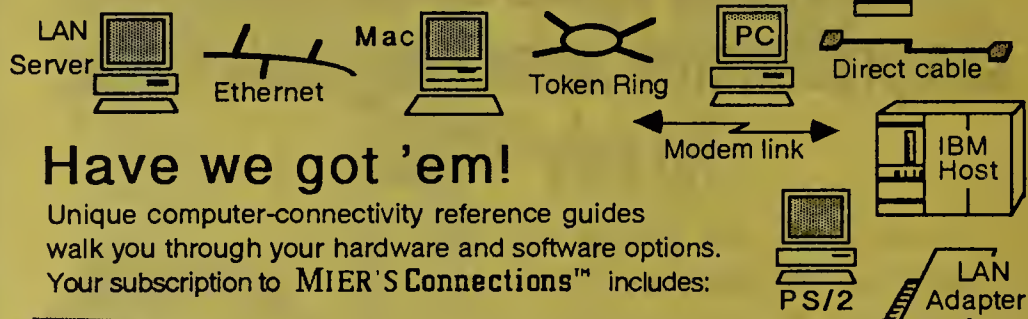 LAN
Server
Ethernet
Mac
Token Ring
PC
Direct cable
Modem link
IBM
Host
Have we got 'em!
Unique computer-connectivity reference guides
walk you through your hardware and software options.
Your subscription to MIER'S Connections™ includes:
PS/2
LAN
Adapter